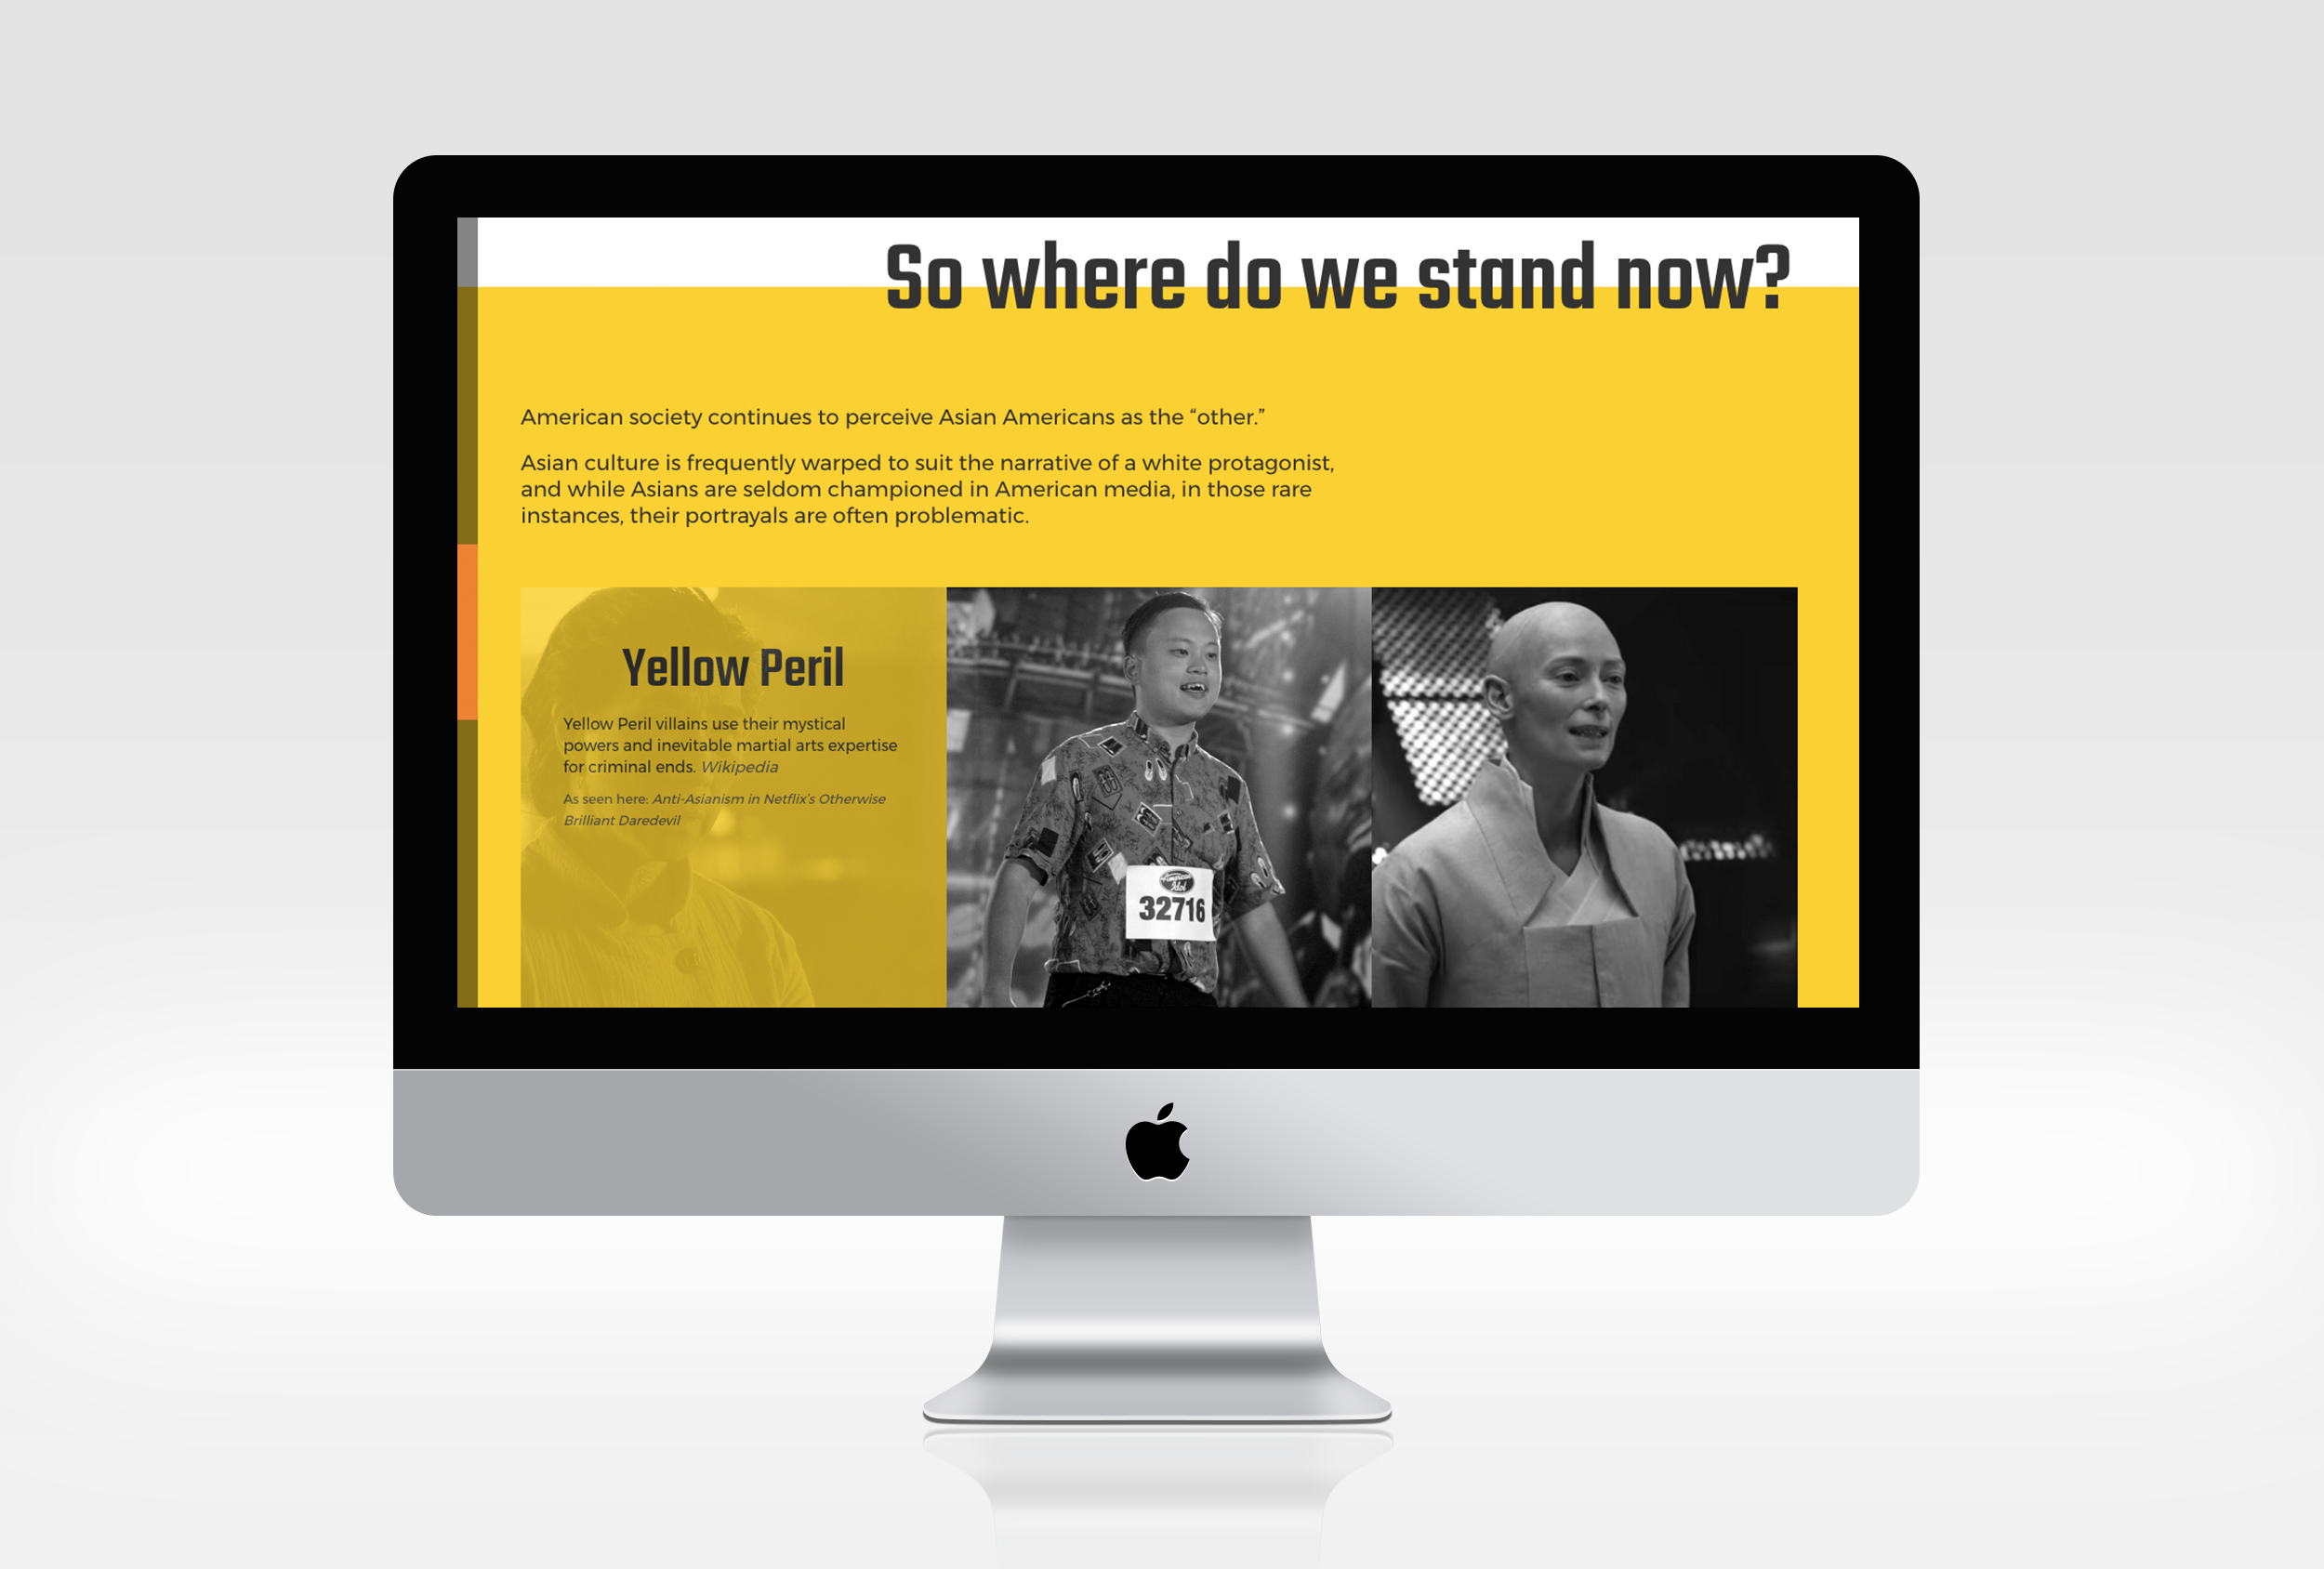 So where do we stand now?
American society continues to perceive Asian Americans as the “other.”
Asian culture is frequently warped to suit the narrative of a white protagonist,
and while Asians are seldom championed in American media, in those rare
instances, their portrayals are often problematic.
Yellow Peril
Yellow Peril villains use their mystical
powers and inevitable martial arts expertise
for criminal ends. Wikipedia
As seen here: Anti-Asianism in Netflix’s Otherwise
Brilliant Daredevil
American
Idol
32716